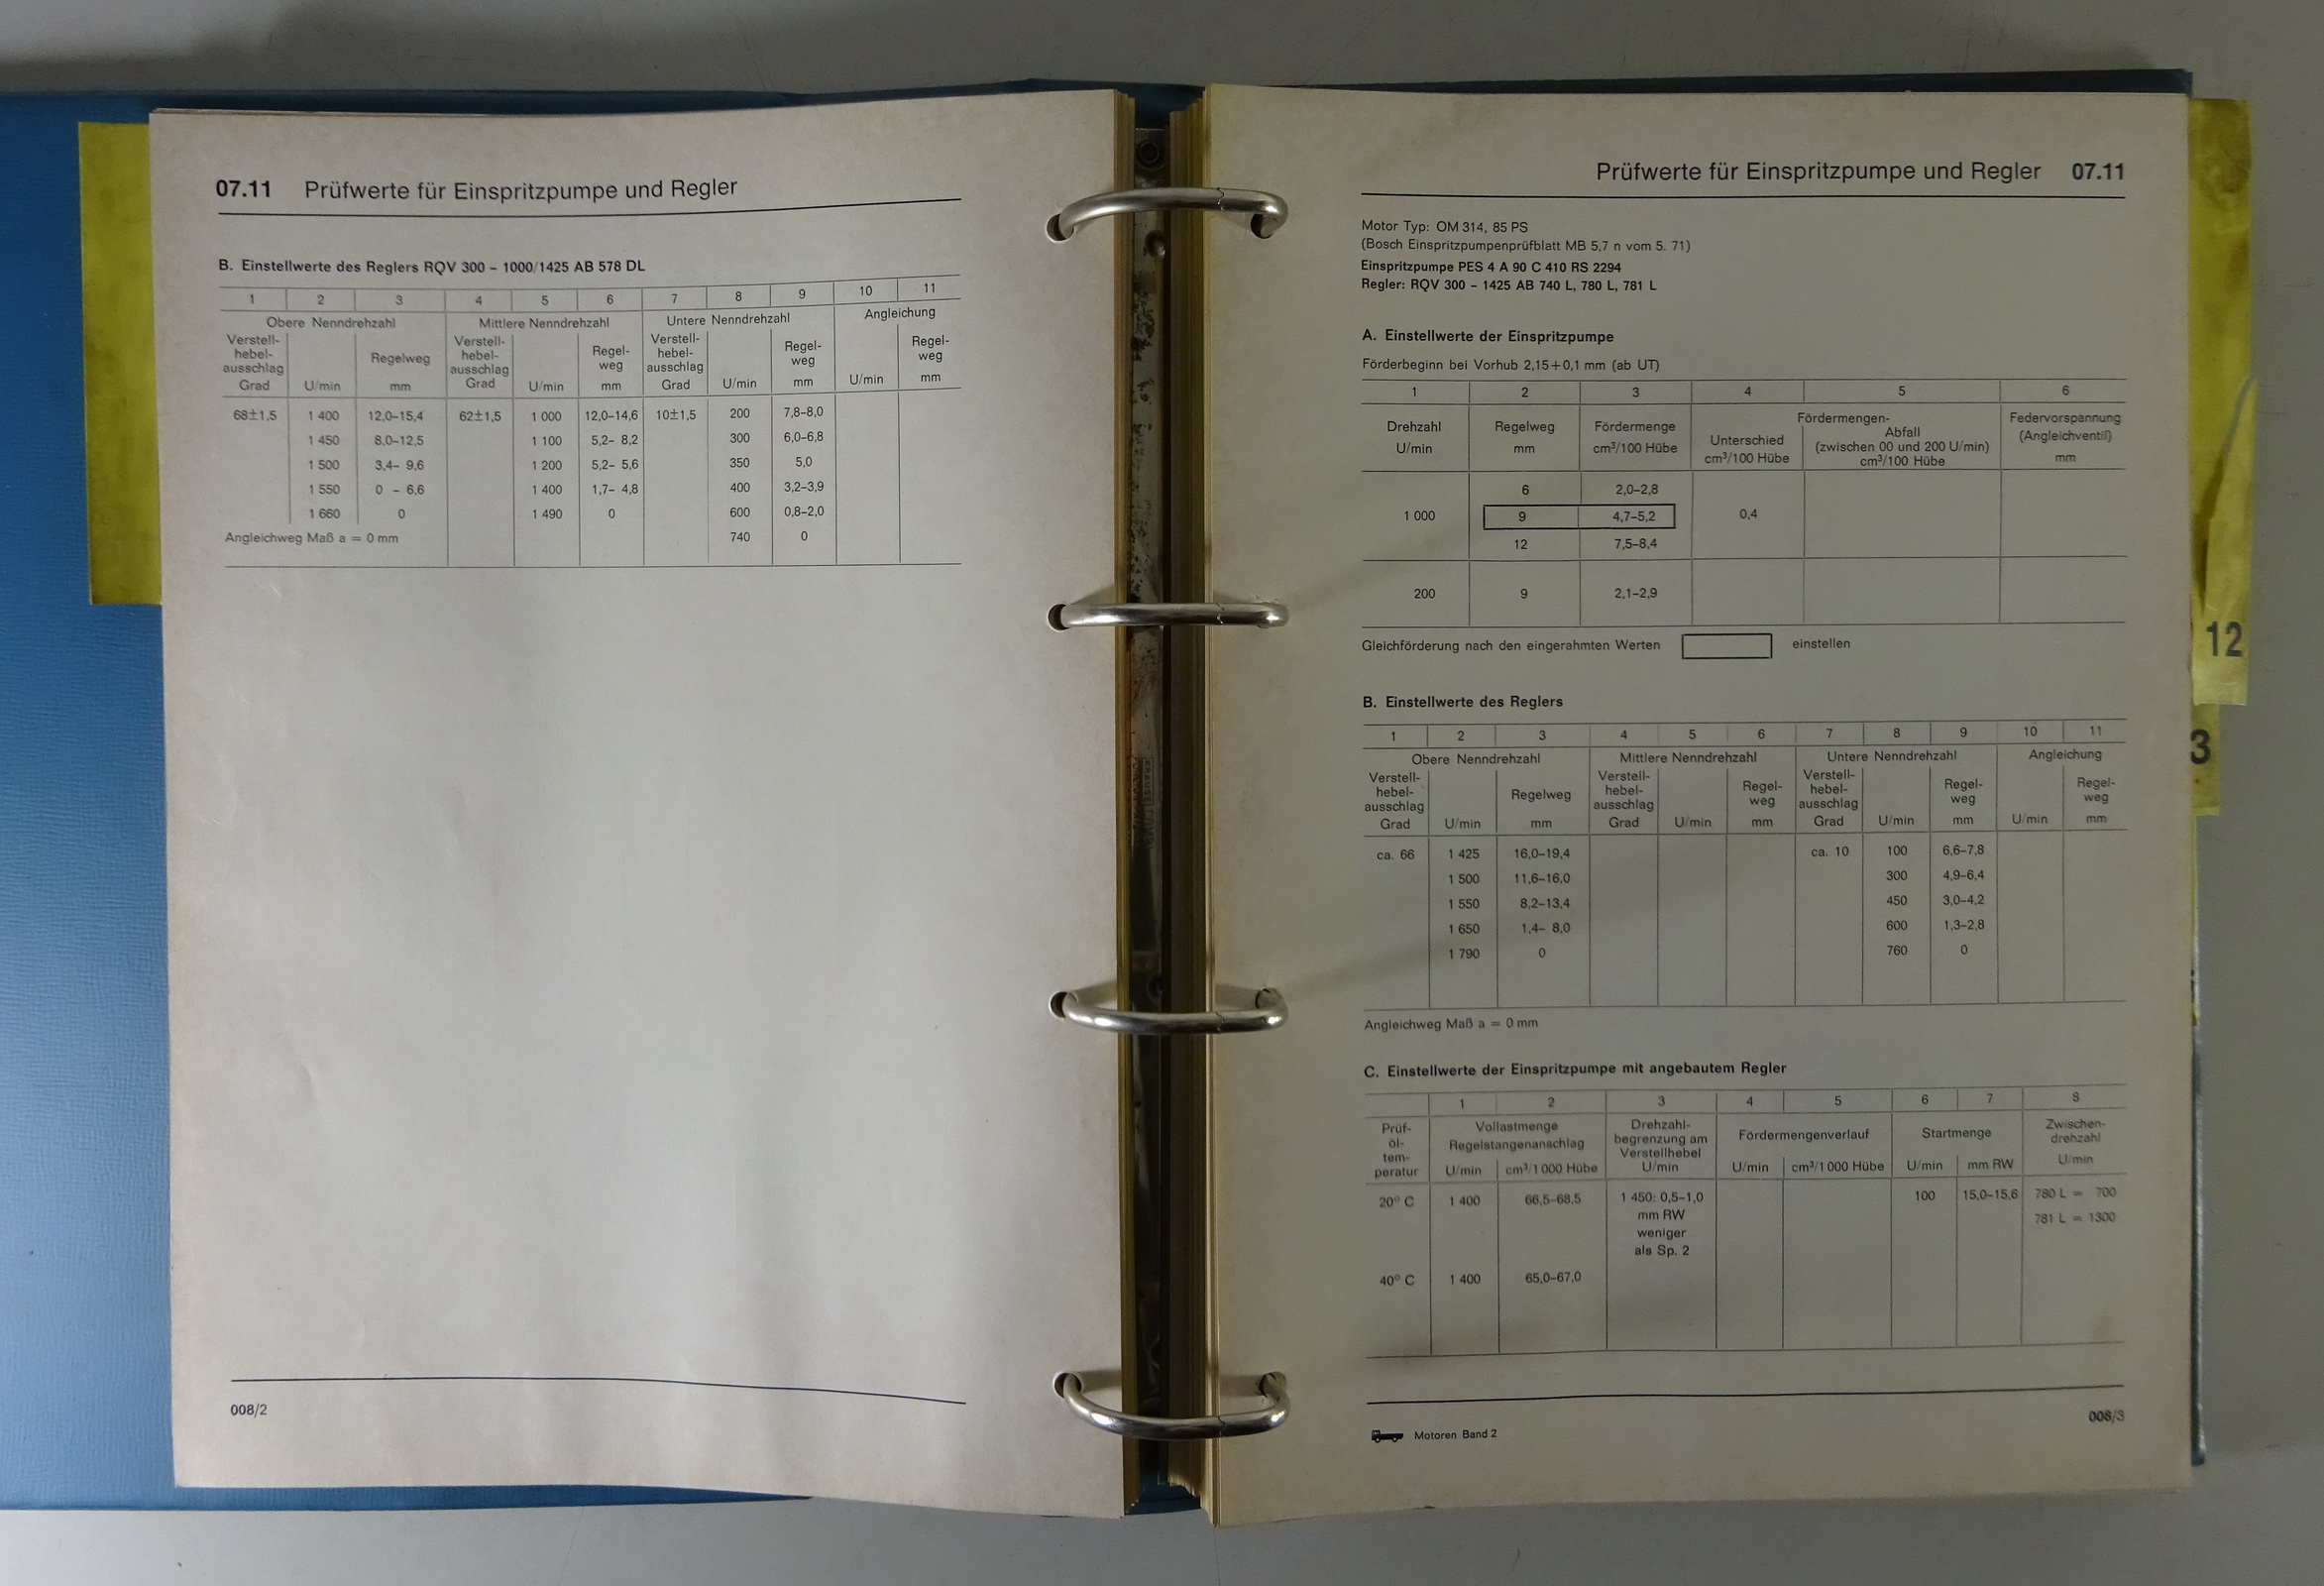 07.11 Prüfwerte für Einspritzpumpe und Regler
B. Einstellwerte des Reglers RQV 300 – 1000/1425 AB 578 DL
1 2 3 4 5 6 7 8 9 10 11
Obere Nenndrehzahl Mittlere Nenndrehzahl Untere Nenndrehzahl Angleichung
Verstell- Verstell- Verstell-
hebel- Regelweg hebel- Regel- hebel- Regel- Regel-
ausschlag ausschlag weg ausschlag weg weg
Grad U/min mm Grad U/min mm Grad U/min mm U/min mm
68±1,5 1 400 12,0–15,4 62±1,5 1 000 12,0–14,6 10±1,5 200 7,8–8,0
1 450 8,0–12,5 1 100 5,2– 8,2 300 6,0–6,8
1 500 3,4– 9,6 1 200 5,2– 5,6 350 5,0
1 550 0 – 6,6 1 400 1,7– 4,8 400 3,2–3,9
1 660 0 1 490 0 600 0,8–2,0
Angleichweg Maß a = 0 mm 740 0
008/2
Prüfwerte für Einspritzpumpe und Regler 07.11
Motor Typ: OM 314, 85 PS
(Bosch Einspritzpumpenprüfblatt MB 5,7 n vom 5. 71)
Einspritzpumpe PES 4 A 90 C 410 RS 2294
Regler: RQV 300 – 1425 AB 740 L, 780 L, 781 L
A. Einstellwerte der Einspritzpumpe
Förderbeginn bei Vorhub 2,15+0,1 mm (ab UT)
1 2 3 4 5 6
Fördermengen- Federvorspannung
Drehzahl Regelweg Fördermenge Unterschied Abfall (Angleichventil)
U/min mm cm³/100 Hübe cm³/100 Hübe (zwischen 00 und 200 U/min) mm
cm³/100 Hübe
6 2,0–2,8
1 000 9 4,7–5,2 0,4
12 7,5–8,4
200 9 2,1–2,9
Gleichförderung nach den eingerahmten Werten einstellen
B. Einstellwerte des Reglers
1 2 3 4 5 6 7 8 9 10 11
Obere Nenndrehzahl Mittlere Nenndrehzahl Untere Nenndrehzahl Angleichung
Verstell- Verstell- Verstell-
hebel- Regelweg hebel- Regel- hebel- Regel- Regel-
ausschlag ausschlag weg ausschlag weg weg
Grad U/min mm Grad U/min mm Grad U/min mm U/min mm
ca. 66 1 425 16,0–19,4 ca. 10 100 6,6–7,8
1 500 11,6–16,0 300 4,9–6,4
1 550 8,2–13,4 450 3,0–4,2
1 650 1,4– 8,0 600 1,3–2,8
1 790 0 760 0
Angleichweg Maß a = 0 mm
C. Einstellwerte der Einspritzpumpe mit angebautem Regler
1 2 3 4 5 6 7 8
Prüf- Vollastmenge Drehzahl- Fördermengenverlauf Startmenge Zwischen-
öl- Regelstangenanschlag begrenzung am drehzahl
tem- Verstellhebel
peratur U/min cm³/1 000 Hübe U/min U/min cm³/1 000 Hübe U/min mm RW U/min
20° C 1 400 66,5–68,5 1 450: 0,5–1,0 100 15,0–15,6 780 L = 700
mm RW 781 L = 1300
weniger
als Sp. 2
40° C 1 400 65,0–67,0
008/3
Motoren Band 2
12
3